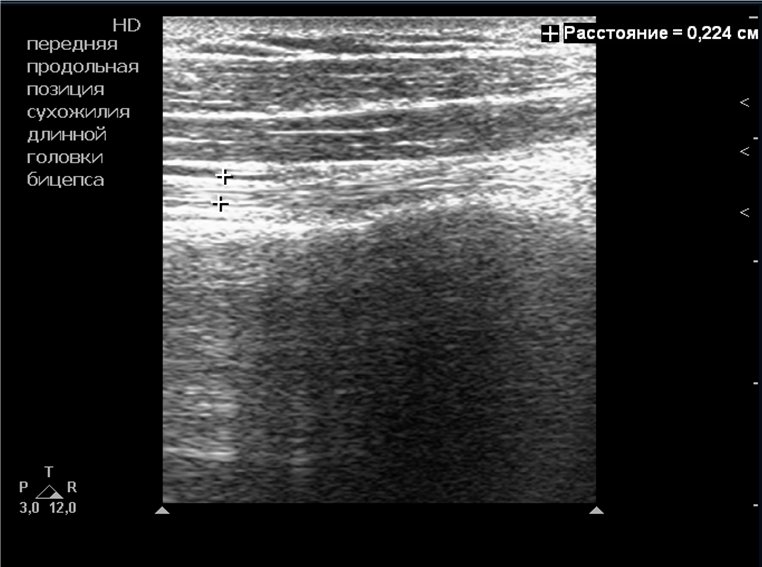 HD
передняя
продольная
позиция
сухожилия
длинной
головки
бицепса
Расстояние = 0,224 см
T
P R
3,0 12,0